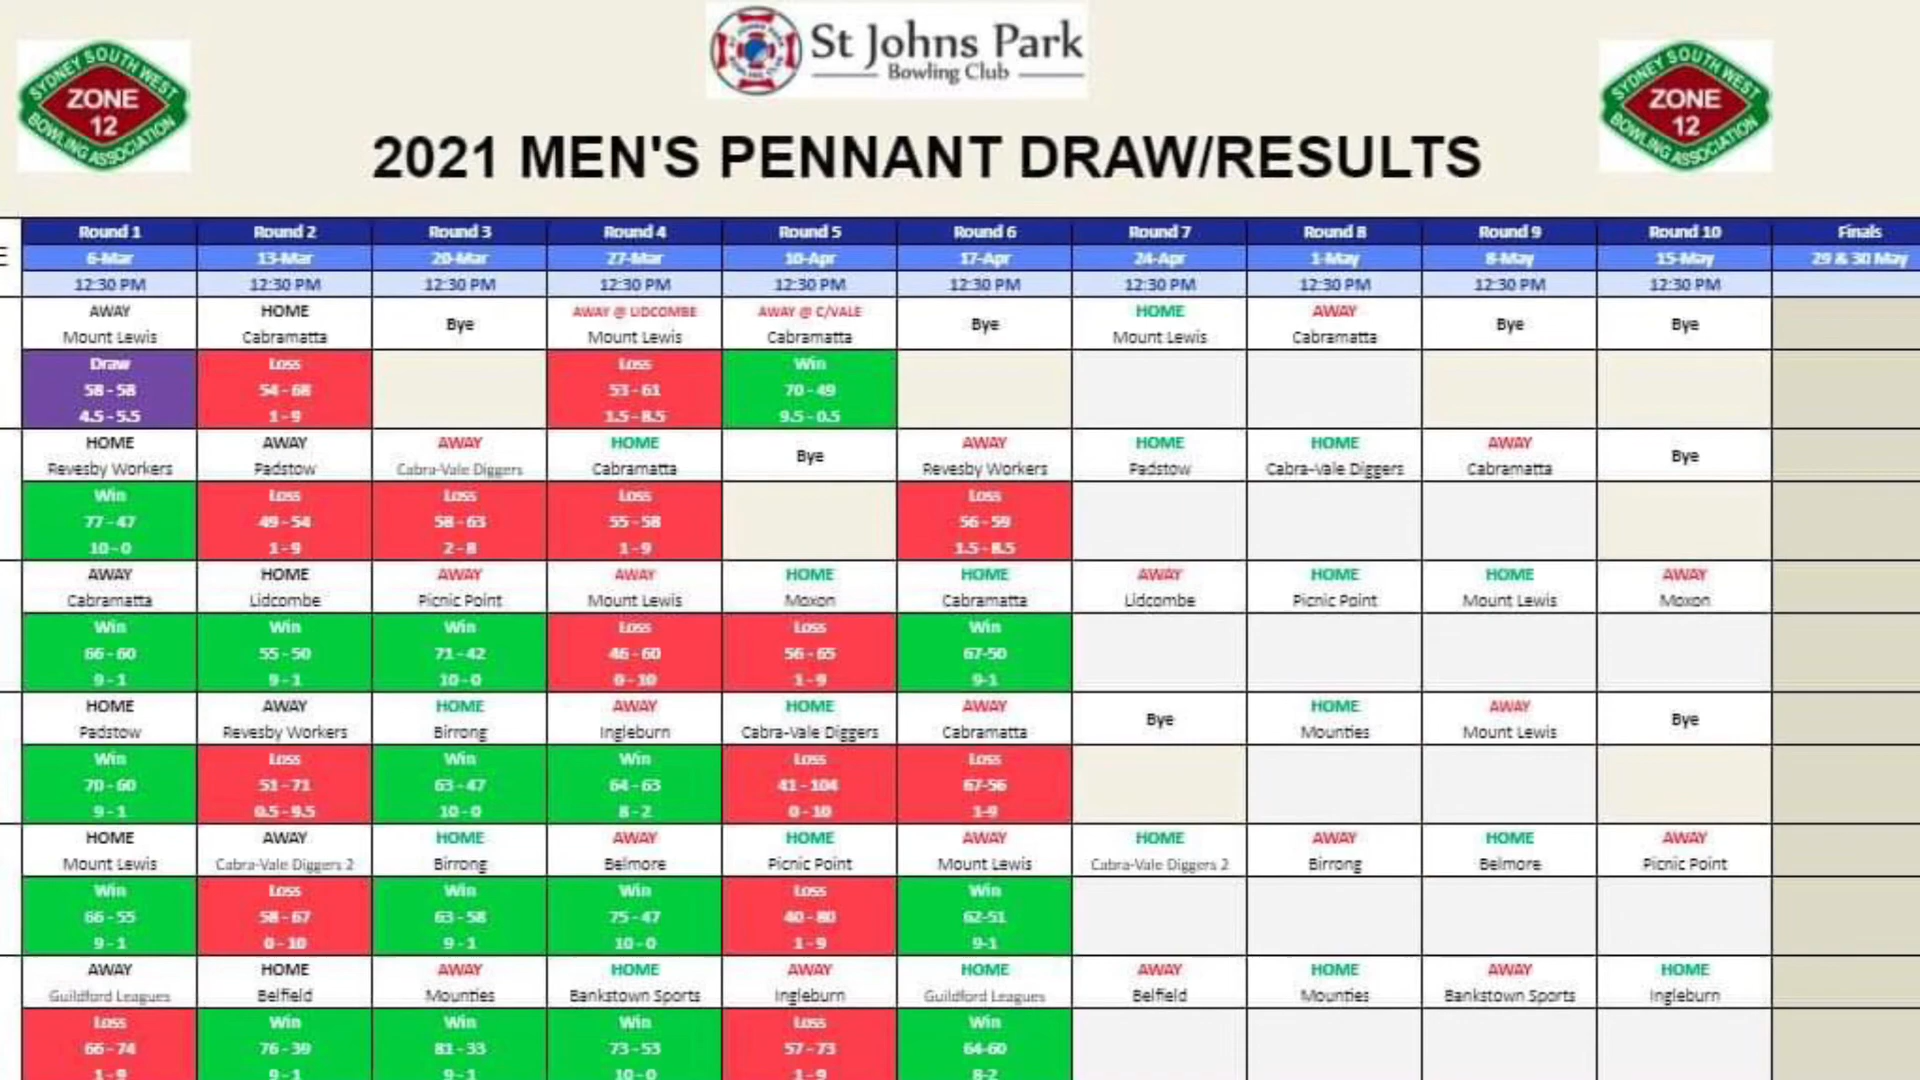 SYDNEY SOUTH WEST
ZONE
12
BOWLING ASSOCIATION
St Johns Park
Bowling Club
SYDNEY SOUTH WEST
ZONE
12
BOWLING ASSOCIATION
2021 MEN'S PENNANT DRAW/RESULTS
Round 1 Round 2 Round 3 Round 4 Round 5 Round 6 Round 7 Round 8 Round 9 Round 10 Finals
E 6-Mar 13-Mar 20-Mar 27-Mar 10-Apr 17-Apr 24-Apr 1-May 8-May 15-May 29 & 30 May
12:30 PM 12:30 PM 12:30 PM 12:30 PM 12:30 PM 12:30 PM 12:30 PM 12:30 PM 12:30 PM 12:30 PM
AWAY HOME Bye AWAY @ LIDCOMBE AWAY @ C/VALE Bye HOME AWAY Bye Bye
Mount Lewis Cabramatta Mount Lewis Cabramatta Mount Lewis Cabramatta
Draw Loss Loss Win
58 - 58 54 - 68 53 - 61 70 - 49
4.5 - 5.5 1 - 9 1.5 - 8.5 9.5 - 0.5
HOME AWAY AWAY HOME Bye AWAY HOME HOME AWAY Bye
Revesby Workers Padstow Cabra-Vale Diggers Cabramatta Revesby Workers Padstow Cabra-Vale Diggers Cabramatta
Win Loss Loss Loss Loss
77 - 47 49 - 54 58 - 63 55 - 58 56 - 59
10 - 0 1 - 9 2 - 8 1 - 9 1.5 - 8.5
AWAY HOME AWAY AWAY HOME HOME AWAY HOME HOME AWAY
Cabramatta Lidcombe Picnic Point Mount Lewis Moxon Cabramatta Lidcombe Picnic Point Mount Lewis Moxon
Win Win Win Loss Loss Win
66 - 60 55 - 50 71 - 42 46 - 60 56 - 65 67-50
9 - 1 9 - 1 10 - 0 0 - 10 1 - 9 9-1
HOME AWAY HOME AWAY HOME AWAY Bye HOME AWAY Bye
Padstow Revesby Workers Birrong Ingleburn Cabra-Vale Diggers Cabramatta Mounties Mount Lewis
Win Loss Win Win Loss Loss
70 - 60 51 - 71 63 - 47 64 - 63 41 - 104 67-56
9 - 1 0.5 - 9.5 10 - 0 8 - 2 0 - 10 1-9
HOME AWAY HOME AWAY HOME AWAY HOME AWAY HOME AWAY
Mount Lewis Cabra-Vale Diggers 2 Birrong Belmore Picnic Point Mount Lewis Cabra-Vale Diggers 2 Birrong Belmore Picnic Point
Win Loss Win Win Loss Win
66 - 55 58 - 67 63 - 58 75 - 47 40 - 80 62-51
9 - 1 0 - 10 9 - 1 10 - 0 1 - 9 9-1
AWAY HOME AWAY HOME AWAY HOME AWAY HOME AWAY HOME
Guildford Leagues Belfield Mounties Bankstown Sports Ingleburn Guildford Leagues Belfield Mounties Bankstown Sports Ingleburn
Loss Win Win Win Loss Win
66 - 74 76 - 39 81 - 33 73 - 53 57 - 73 64-60
1 - 9 9 - 1 9 - 1 10 - 0 1 - 9 8-2